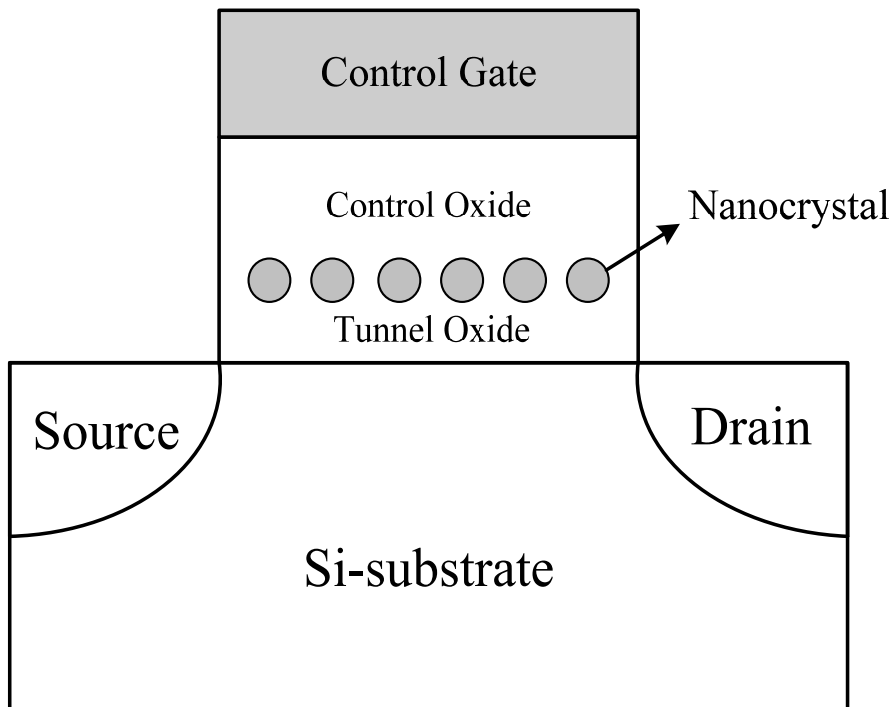 Control Gate
Control Oxide
Nanocrystal
Tunnel Oxide
Source
Drain
Si-substrate